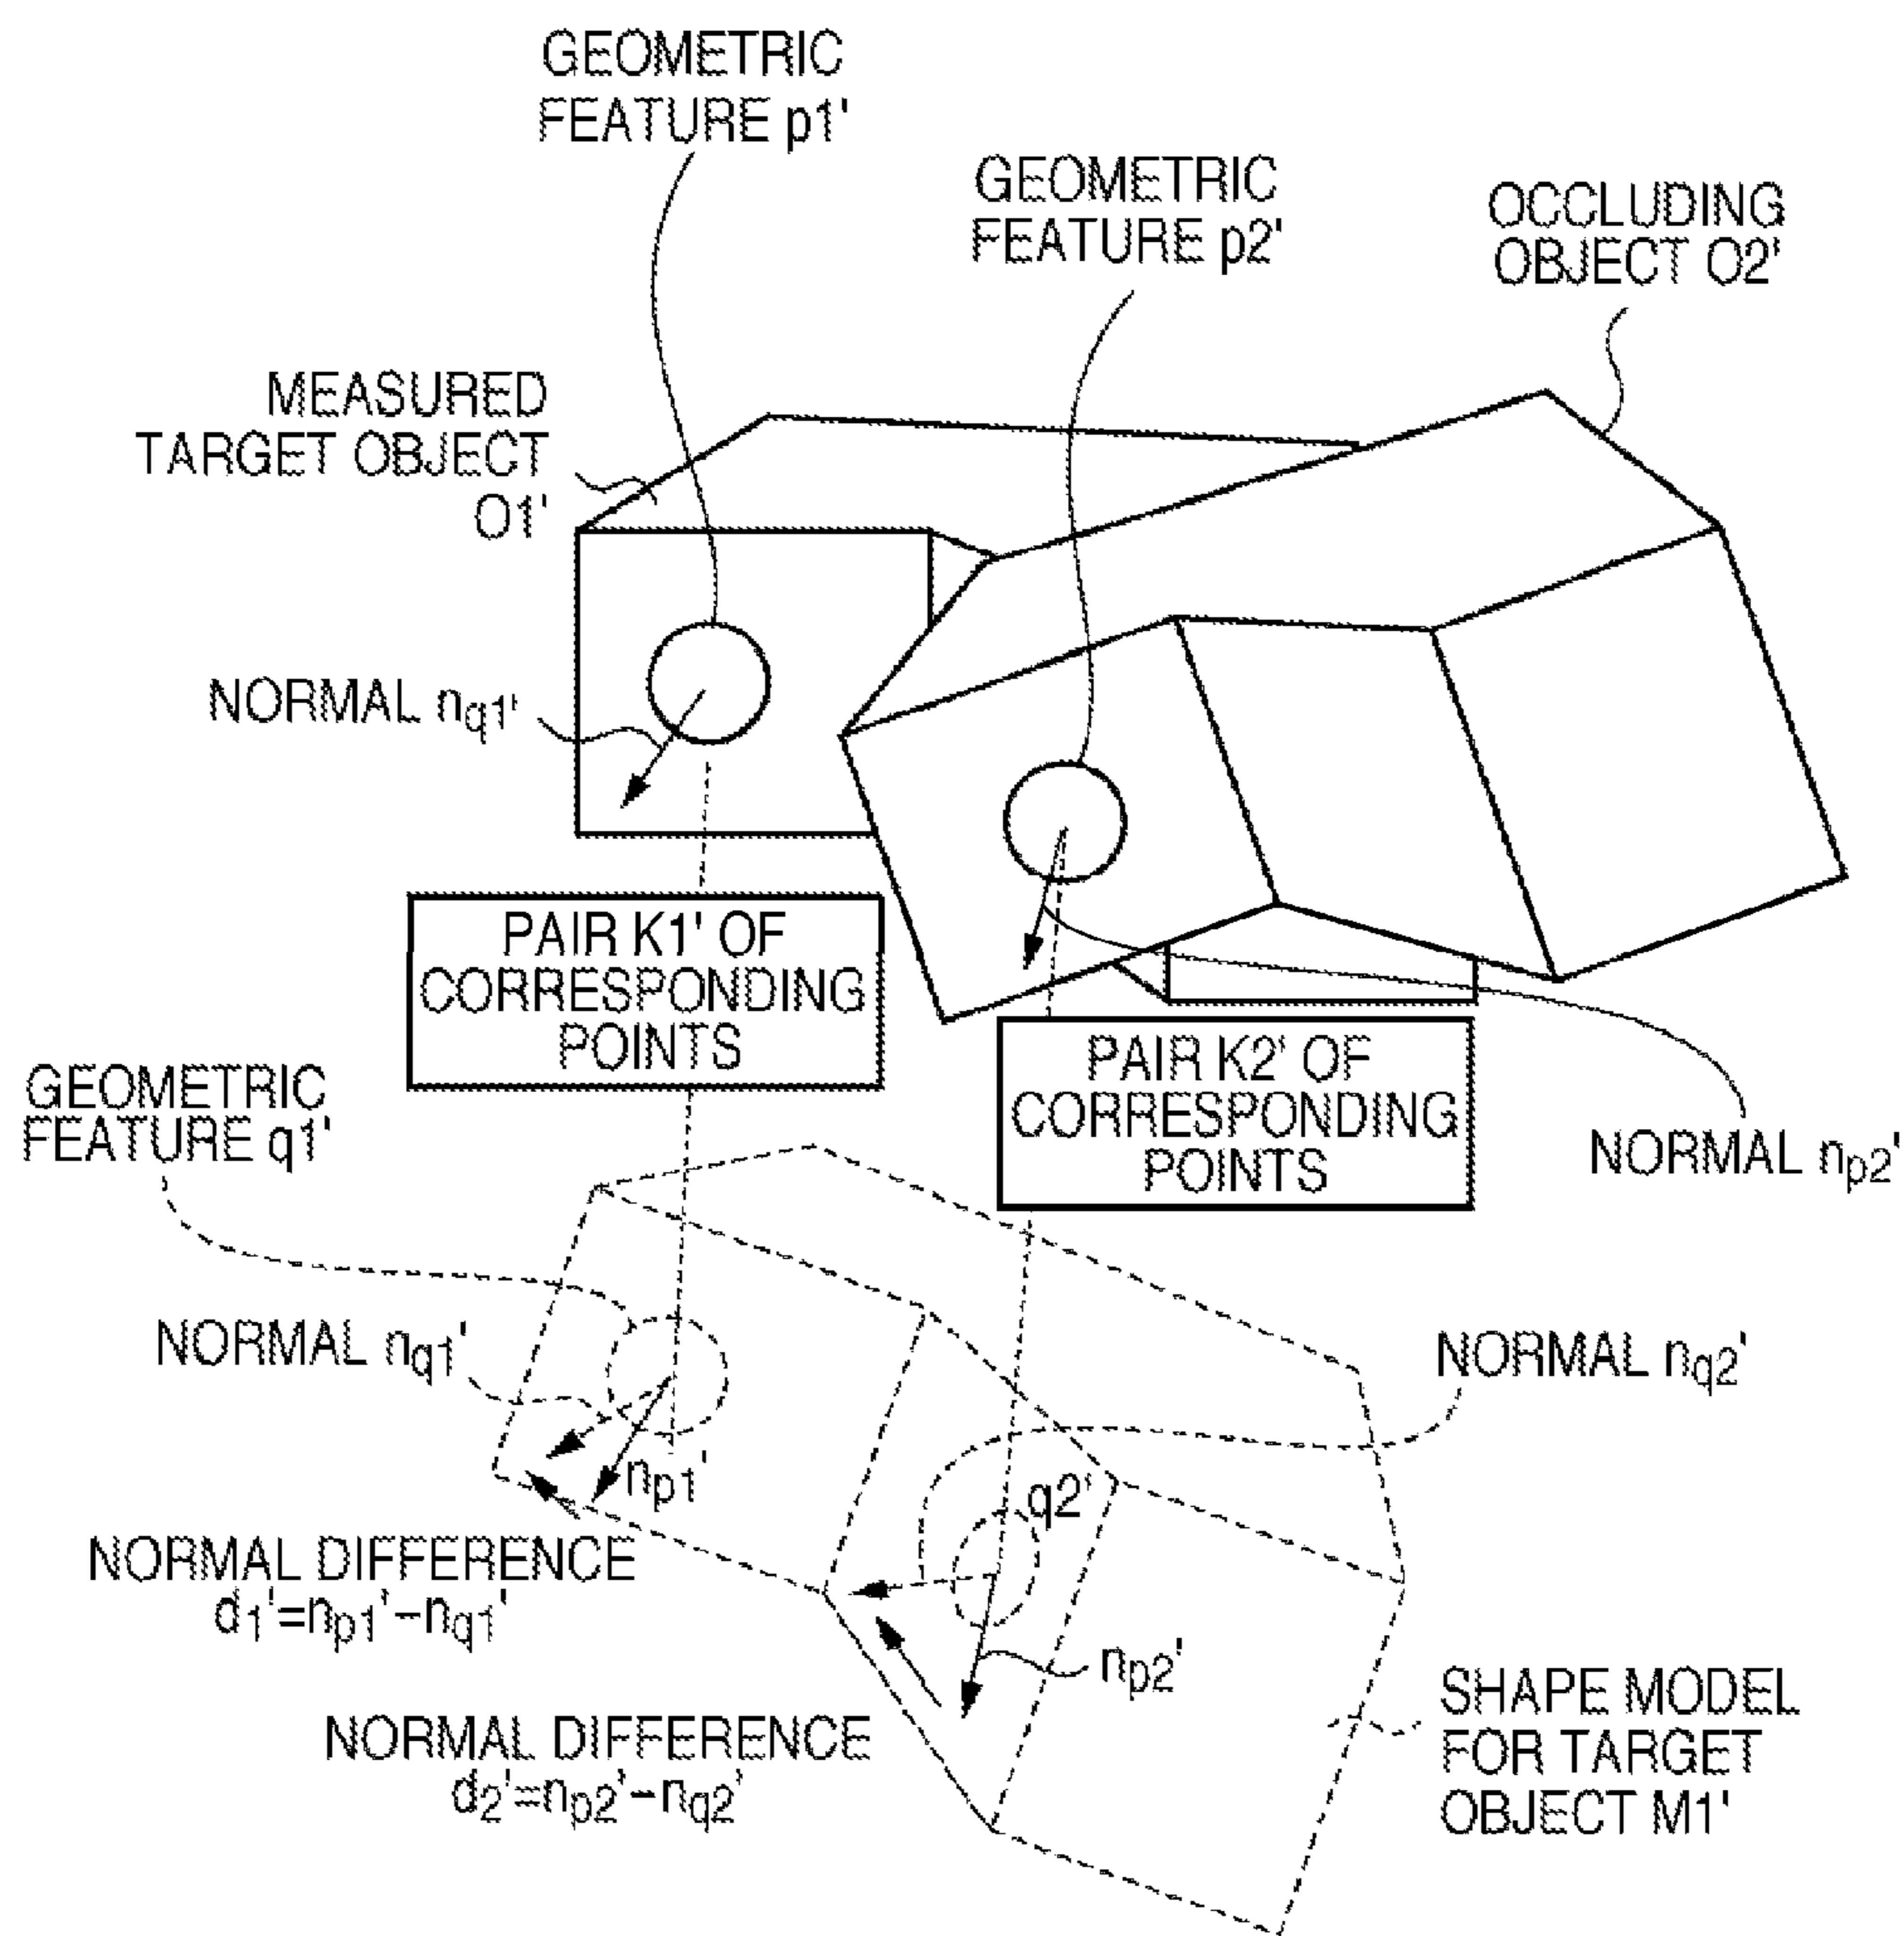 GEOMETRIC
FEATURE p1'
GEOMETRIC
FEATURE p2'
OCCLUDING
OBJECT O2'
MEASURED
TARGET OBJECT
O1'
NORMAL nq1'
PAIR K1' OF
CORRESPONDING
POINTS
PAIR K2' OF
CORRESPONDING
POINTS
NORMAL np2'
GEOMETRIC
FEATURE q1'
NORMAL nq1'
NORMAL nq2'
np1'
q2'
NORMAL DIFFERENCE
d1'=np1'-nq1'
np2'
NORMAL DIFFERENCE
d2'=np2'-nq2'
SHAPE MODEL
FOR TARGET
OBJECT M1'